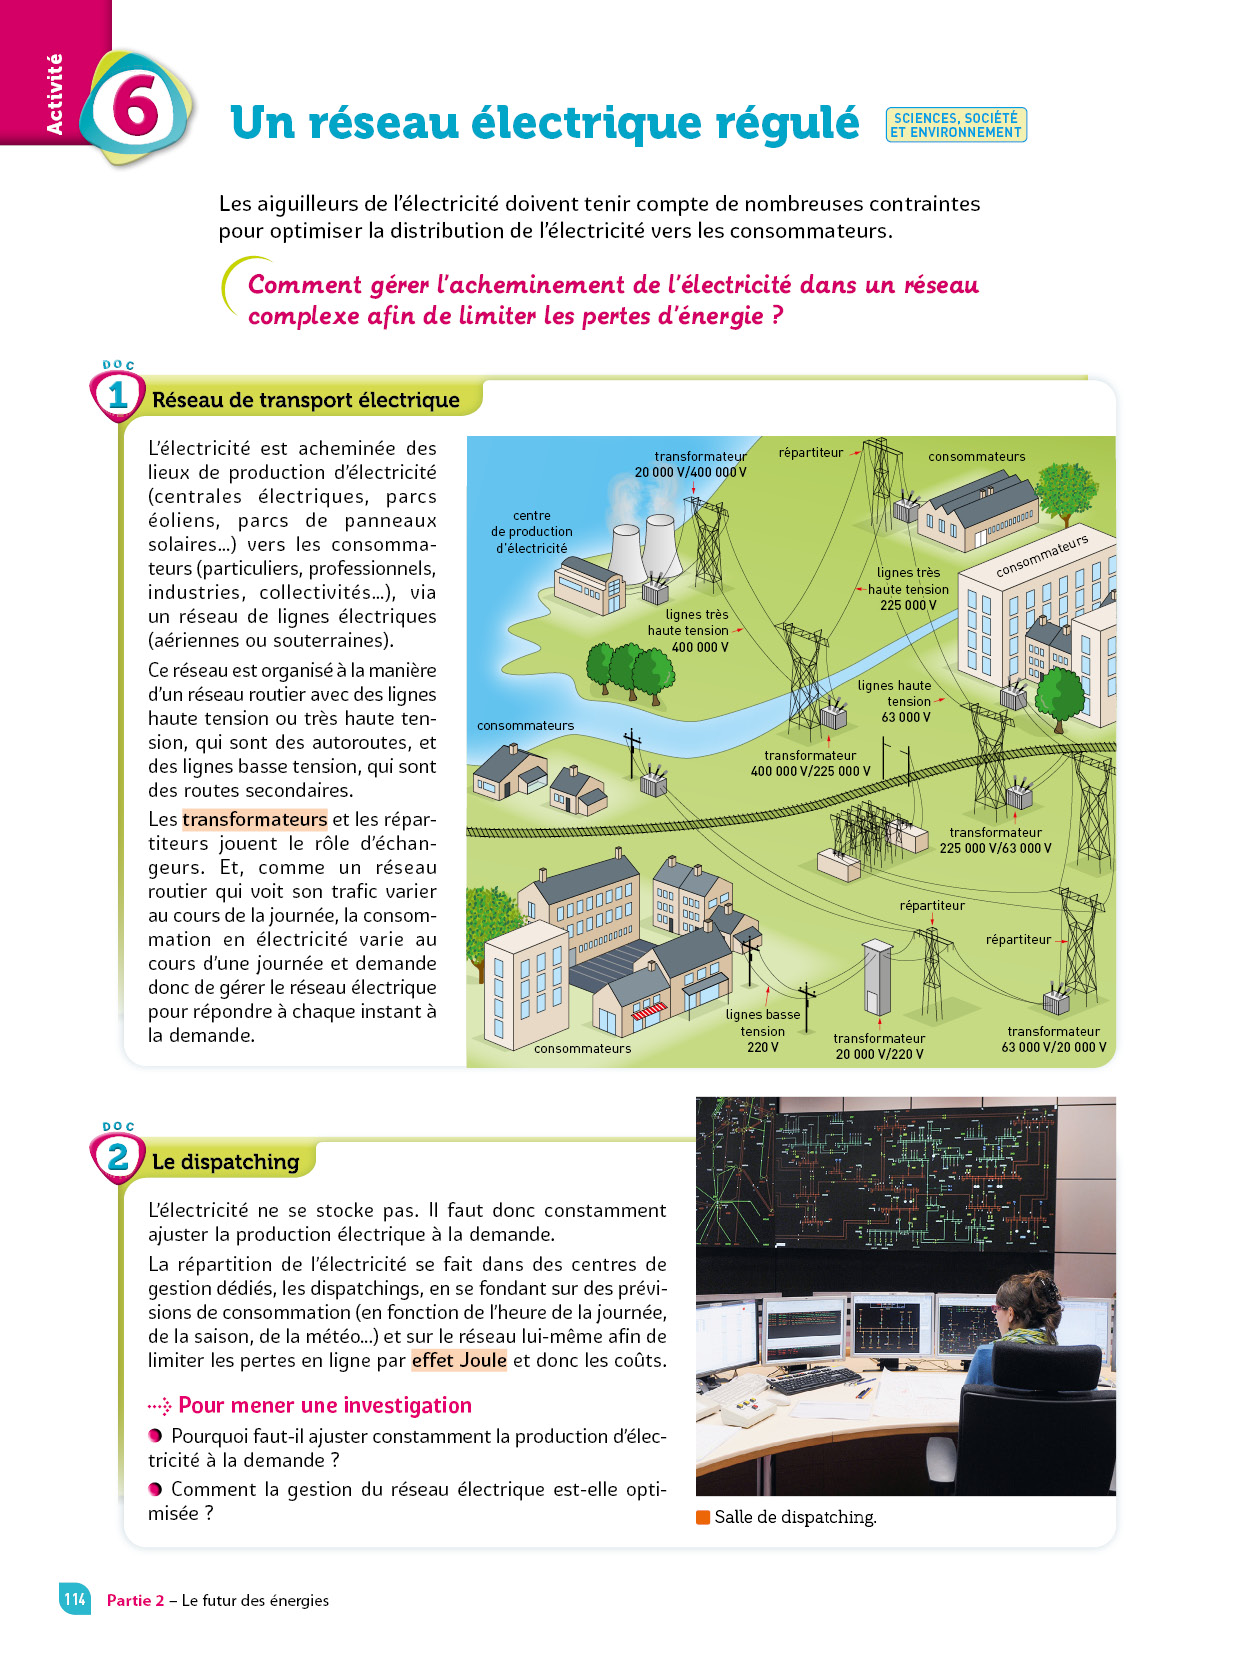 Activité
6
Un réseau électrique régulé
SCIENCES, SOCIÉTÉ
ET ENVIRONNEMENT
Les aiguilleurs de l'électricité doivent tenir compte de nombreuses contraintes
pour optimiser la distribution de l'électricité vers les consommateurs.
Comment gérer l'acheminement de l'électricité dans un réseau
complexe afin de limiter les pertes d'énergie ?
DOC
1
Réseau de transport électrique
L'électricité est acheminée des
lieux de production d'électricité
(centrales électriques, parcs
éoliens, parcs de panneaux
solaires...) vers les consomma-
teurs (particuliers, professionnels,
industries, collectivités...), via
un réseau de lignes électriques
(aériennes ou souterraines).
Ce réseau est organisé à la manière
d'un réseau routier avec des lignes
haute tension ou très haute ten-
sion, qui sont des autoroutes, et
des lignes basse tension, qui sont
des routes secondaires.
Les transformateurs et les répar-
titeurs jouent le rôle d'échan-
geurs. Et, comme un réseau
routier qui voit son trafic varier
au cours de la journée, la consom-
mation en électricité varie au
cours d'une journée et demande
donc de gérer le réseau électrique
pour répondre à chaque instant à
la demande.
transformateur
20 000 V/400 000 V
répartiteur
consommateurs
centre
de production
d'électricité
consommateurs
lignes très
haute tension
225 000 V
lignes très
haute tension
400 000 V
lignes haute
tension
63 000 V
consommateurs
transformateur
400 000 V/225 000 V
transformateur
225 000 V/63 000 V
répartiteur
répartiteur
lignes basse
tension
220 V
transformateur
20 000 V/220 V
transformateur
63 000 V/20 000 V
consommateurs
DOC
2
Le dispatching
L'électricité ne se stocke pas. Il faut donc constamment
ajuster la production électrique à la demande.
La répartition de l'électricité se fait dans des centres de
gestion dédiés, les dispatchings, en se fondant sur des prévi-
sions de consommation (en fonction de l'heure de la journée,
de la saison, de la météo...) et sur le réseau lui-même afin de
limiter les pertes en ligne par effet Joule et donc les coûts.
Pour mener une investigation
Pourquoi faut-il ajuster constamment la production d'élec-
tricité à la demande ?
Comment la gestion du réseau électrique est-elle opti-
misée ?
Salle de dispatching.
114
Partie 2 – Le futur des énergies